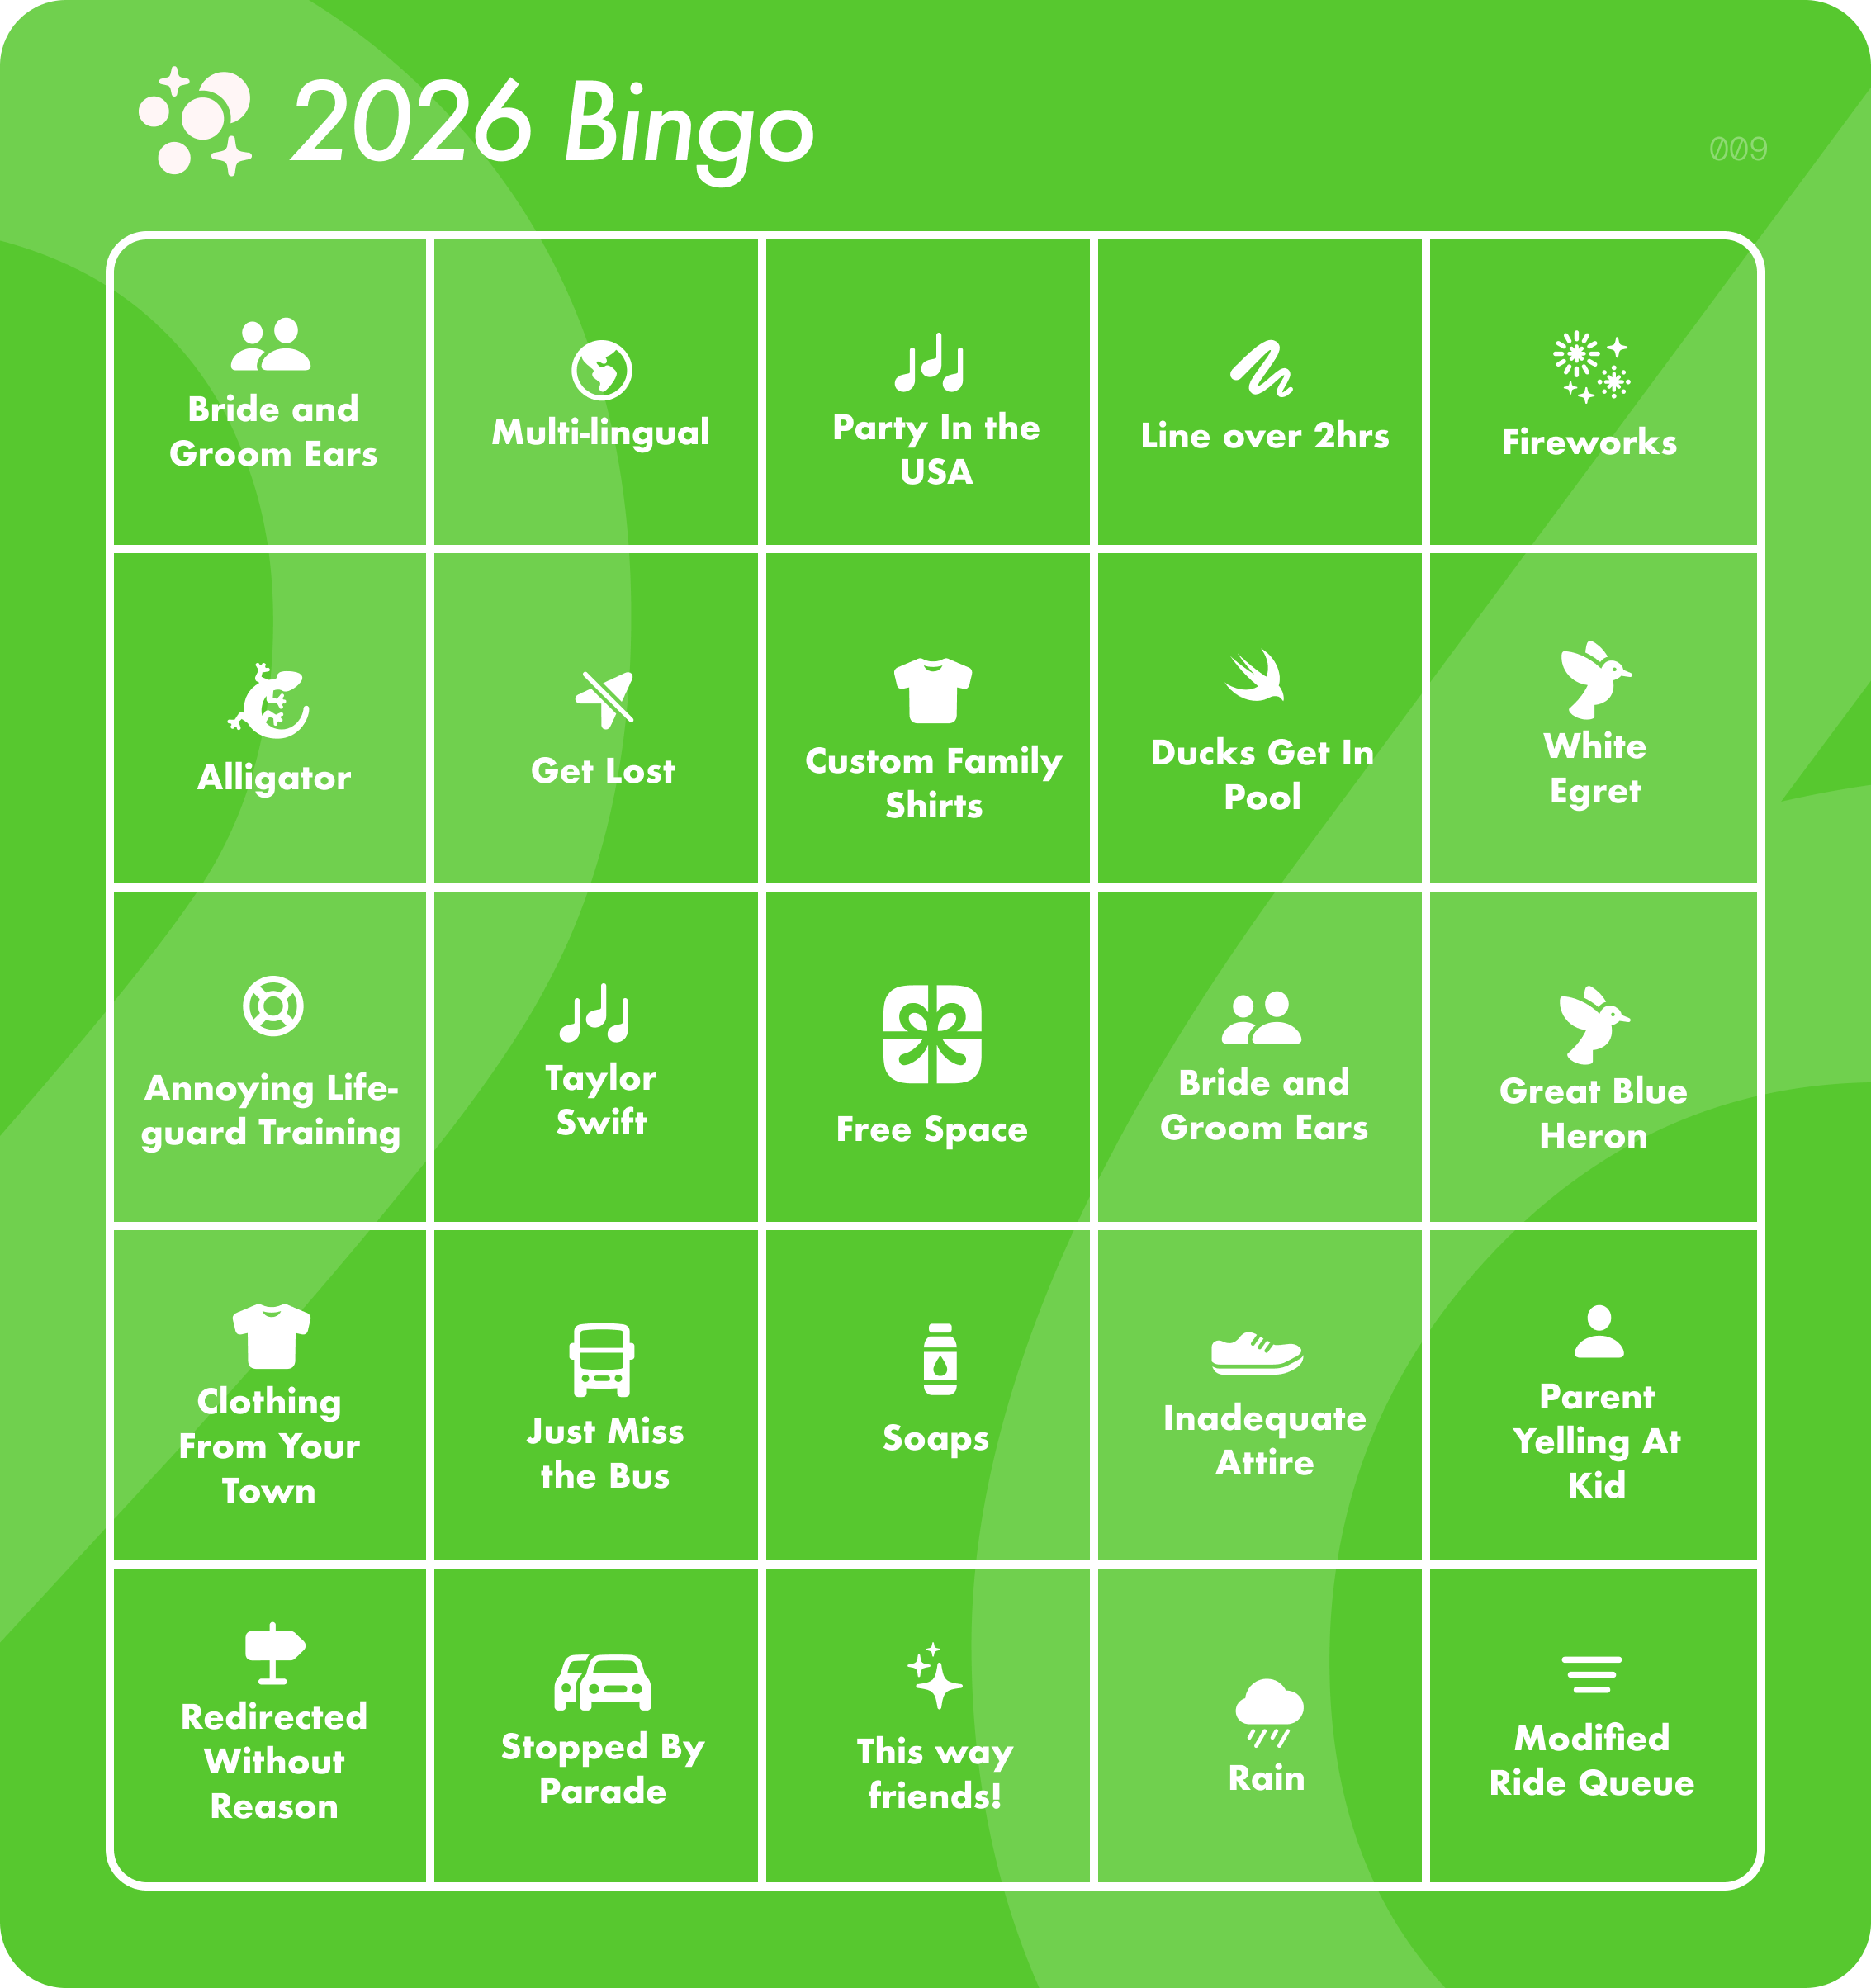 2026 Bingo
009
Bride and
Groom Ears
Multi-lingual
Party In the
USA
Line over 2hrs
Fireworks
Alligator
Get Lost
Custom Family
Shirts
Ducks Get In
Pool
White
Egret
Annoying Life-
guard Training
Taylor
Swift
Free Space
Bride and
Groom Ears
Great Blue
Heron
Clothing
From Your
Town
Just Miss
the Bus
Soaps
Inadequate
Attire
Parent
Yelling At
Kid
Redirected
Without
Reason
Stopped By
Parade
This way
friends!
Rain
Modified
Ride Queue